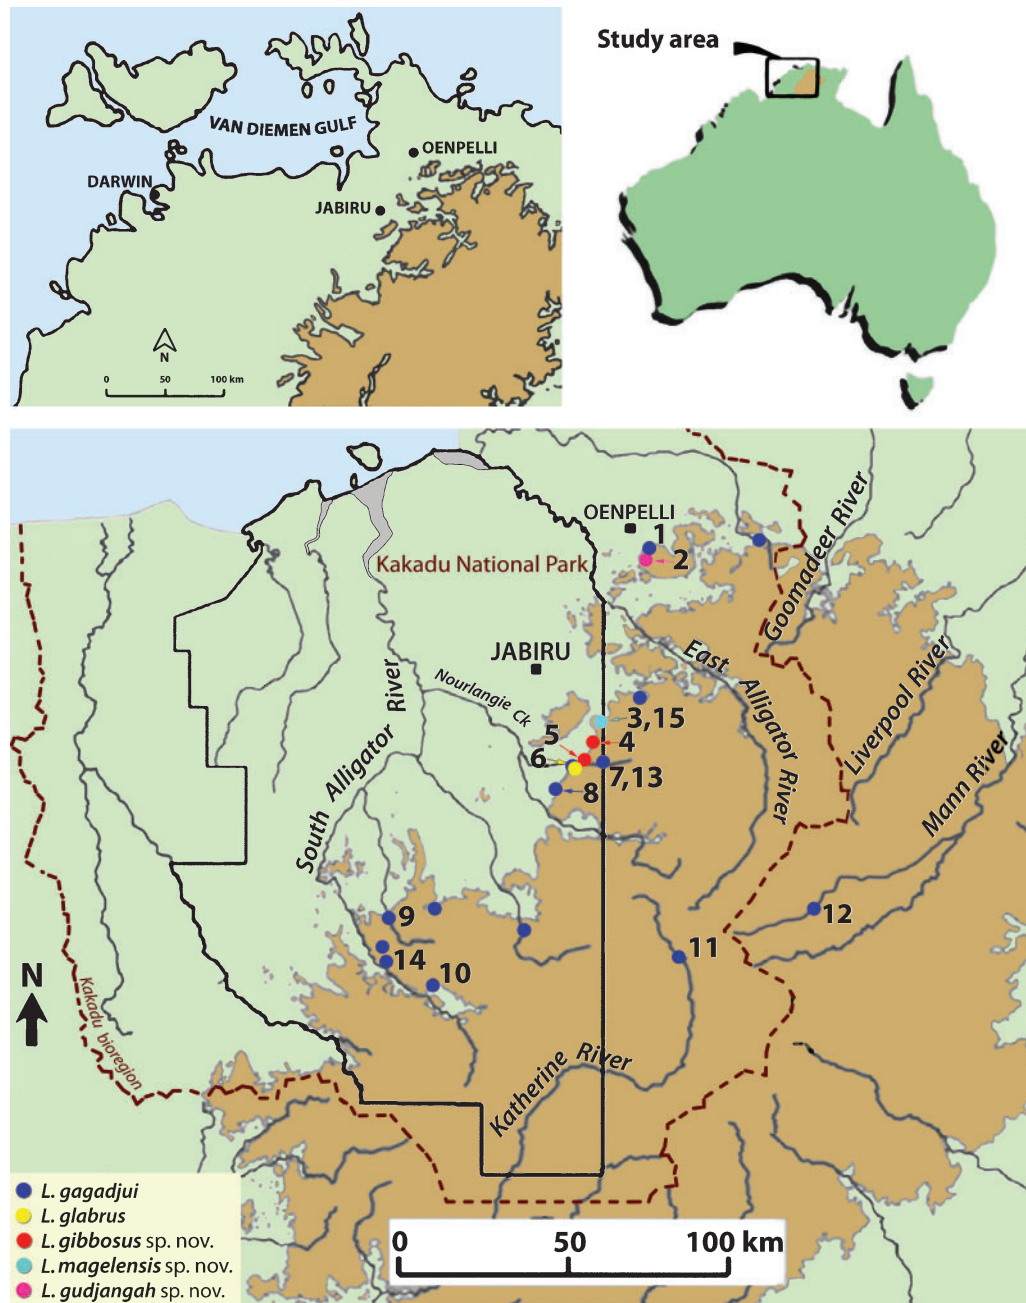 Study area
VAN DIEMEN GULF
OENPELLI
DARWIN
JABIRU
N
0 50 100 km
OENPELLI
1
2
Kakadu National Park
Goomadeer River
JABIRU
East Alligator River
Nourlangie Ck
Liverpool River
South Alligator River
3,15
5
4
6
7,13
8
Mann River
9
12
11
14
10
N
Kakadu bioregion
Katherine River
L. gagadjui
L. glabrus
L. gibbosus sp. nov.
L. magelensis sp. nov.
L. gudjangah sp. nov.
0 50 100 km